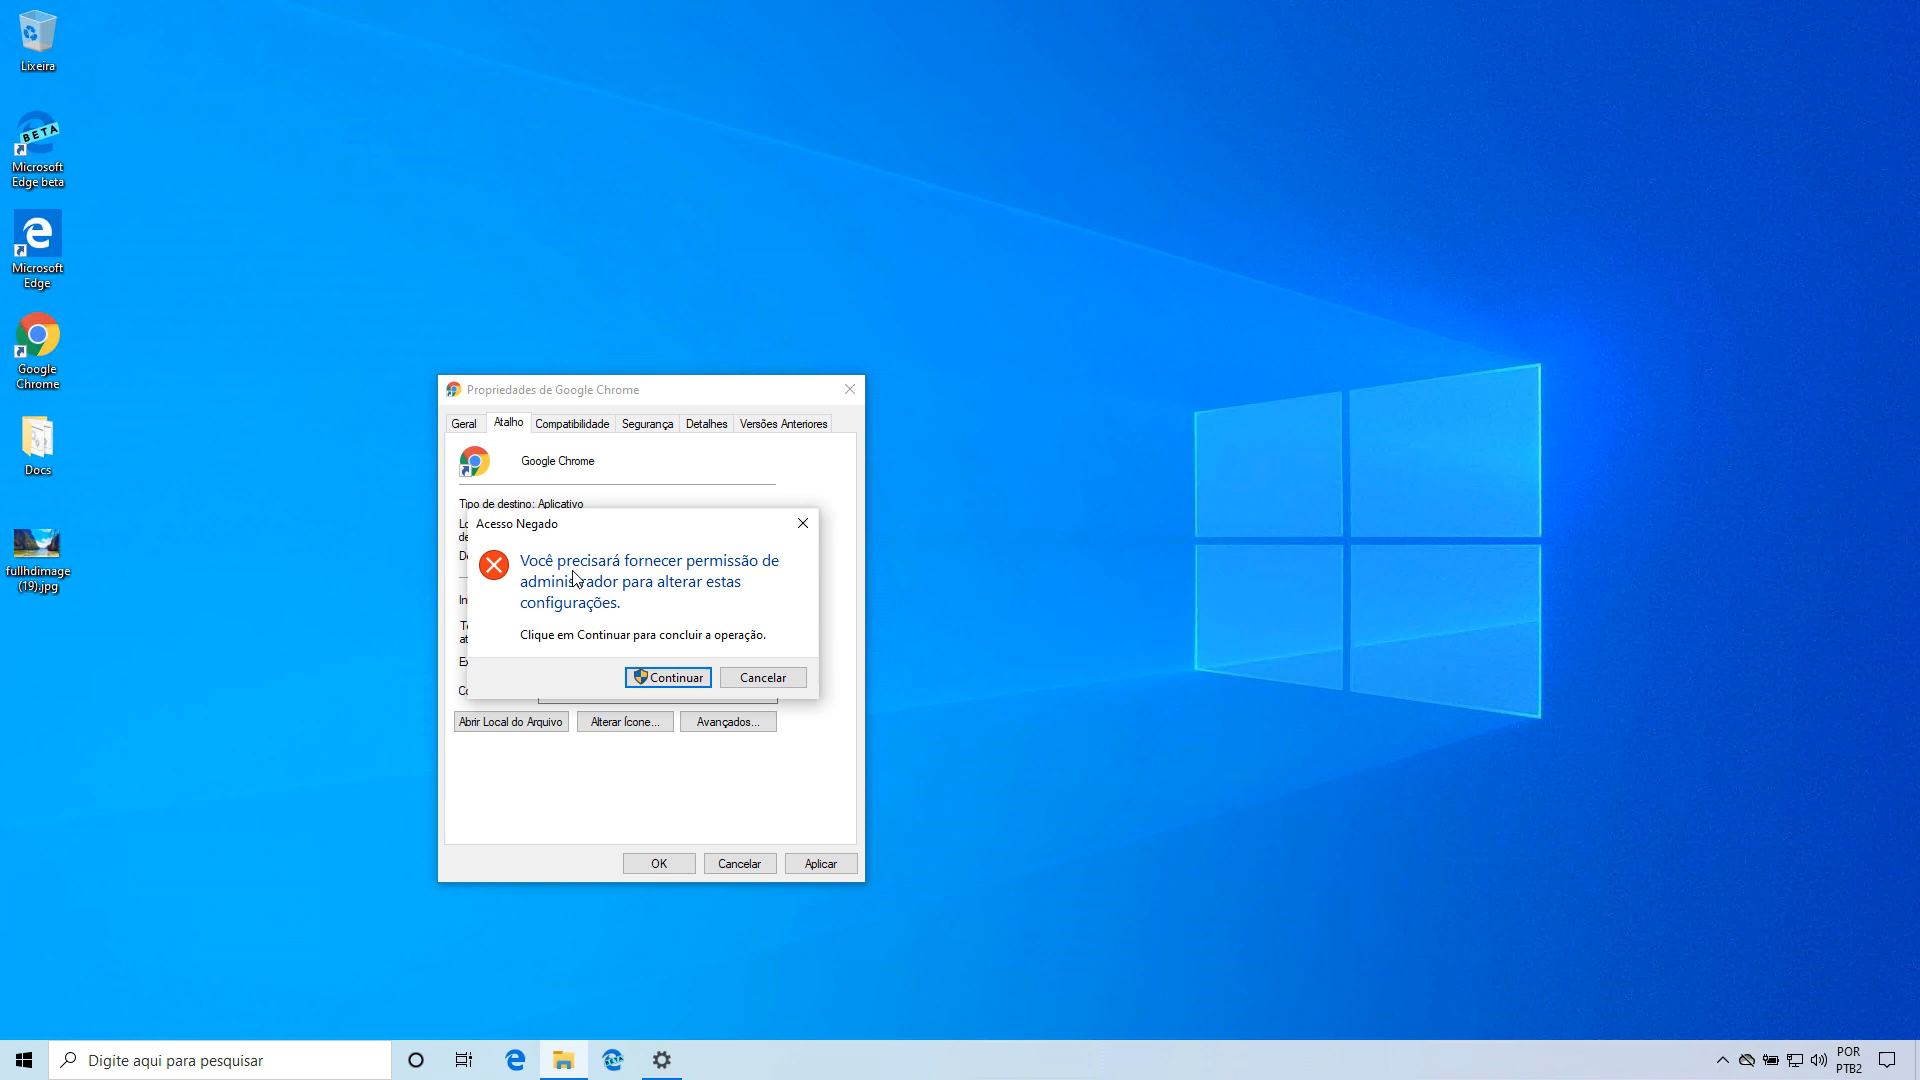 Lixeira
Microsoft
Edge beta
BETA
Microsoft
Edge
Google
Chrome
Docs
fullhdimage
(19).jpg
Propriedades de Google Chrome
Geral Atalho Compatibilidade Segurança Detalhes Versões Anteriores
Google Chrome
Tipo de destino: Aplicativo
Acesso Negado
Você precisará fornecer permissão de
administrador para alterar estas
configurações.
Clique em Continuar para concluir a operação.
Continuar Cancelar
Abrir Local do Arquivo Alterar Ícone... Avançados...
OK Cancelar Aplicar
Digite aqui para pesquisar
POR
PTB2